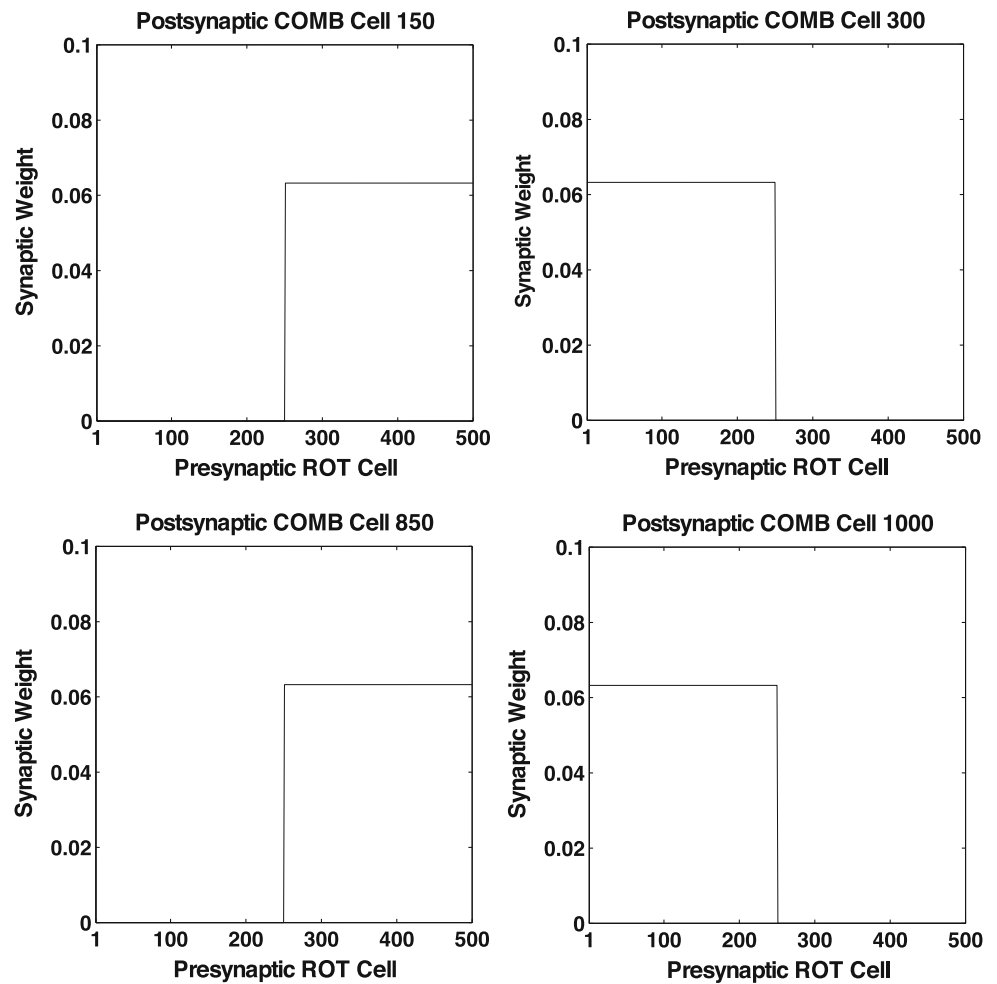 Postsynaptic COMB Cell 150
0.1
0.08
0.06
0.04
0.02
0
Synaptic Weight
1 100 200 300 400 500
Presynaptic ROT Cell
Postsynaptic COMB Cell 300
0.1
0.08
0.06
0.04
0.02
0
Synaptic Weight
1 100 200 300 400 500
Presynaptic ROT Cell
Postsynaptic COMB Cell 850
0.1
0.08
0.06
0.04
0.02
0
Synaptic Weight
1 100 200 300 400 500
Presynaptic ROT Cell
Postsynaptic COMB Cell 1000
0.1
0.08
0.06
0.04
0.02
0
Synaptic Weight
1 100 200 300 400 500
Presynaptic ROT Cell